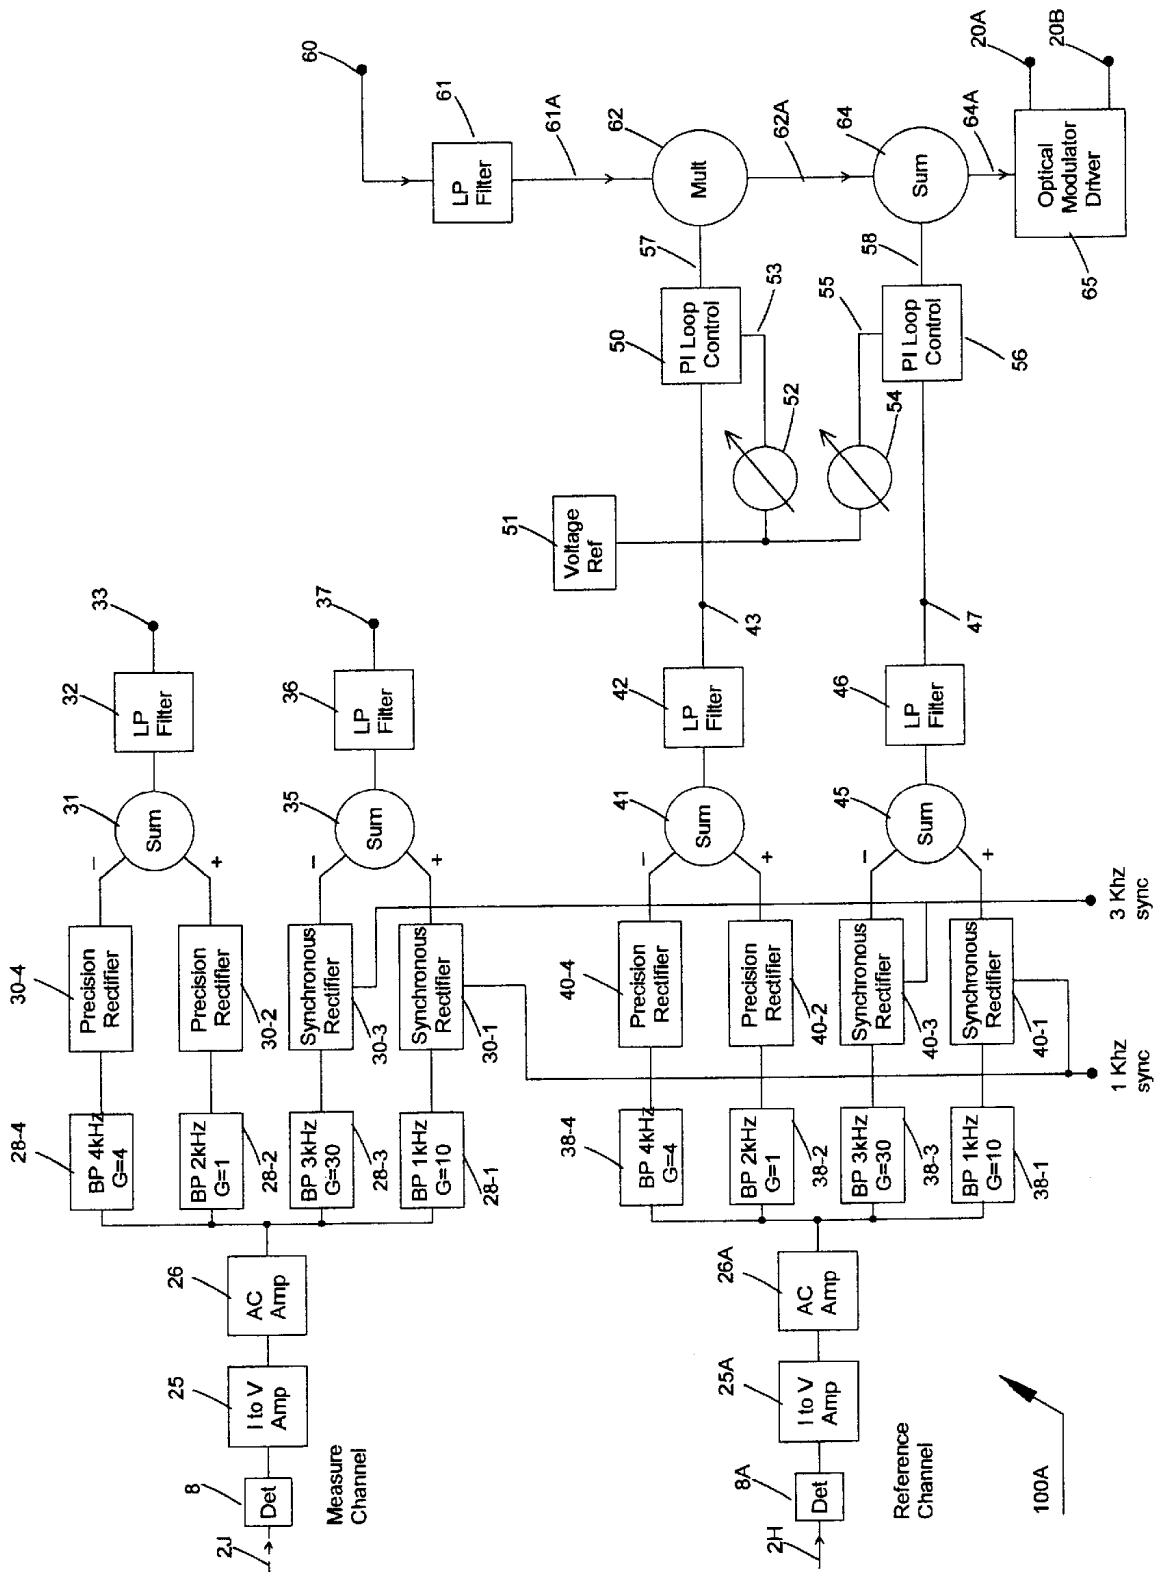 2J
8
Det
Measure
Channel
25
I to V
Amp
26
AC
Amp
28-4
BP 4kHz
G=4
BP 2kHz
G=1
28-2
BP 3kHz
G=30
28-3
BP 1kHz
G=10
28-1
30-4
Precision
Rectifier
Precision
Rectifier
30-2
Synchronous
Rectifier
30-3
Synchronous
Rectifier
30-1
31
−
Sum
+
32
LP
Filter
33
35
−
Sum
+
36
LP
Filter
37
2H
8A
Det
Reference
Channel
25A
I to V
Amp
26A
AC
Amp
38-4
BP 4kHz
G=4
BP 2kHz
G=1
38-2
BP 3kHz
G=30
38-3
BP 1kHz
G=10
38-1
40-4
Precision
Rectifier
Precision
Rectifier
40-2
Synchronous
Rectifier
40-3
Synchronous
Rectifier
40-1
1 Khz
sync
3 Khz
sync
41
−
Sum
+
42
LP
Filter
43
45
−
Sum
+
46
LP
Filter
47
51
Voltage
Ref
52
54
53
55
50
PI Loop
Control
PI Loop
Control
56
57
58
60
61
LP
Filter
61A
62
Mult
62A
64
Sum
64A
Optical
Modulator
Driver
65
20A
20B
100A